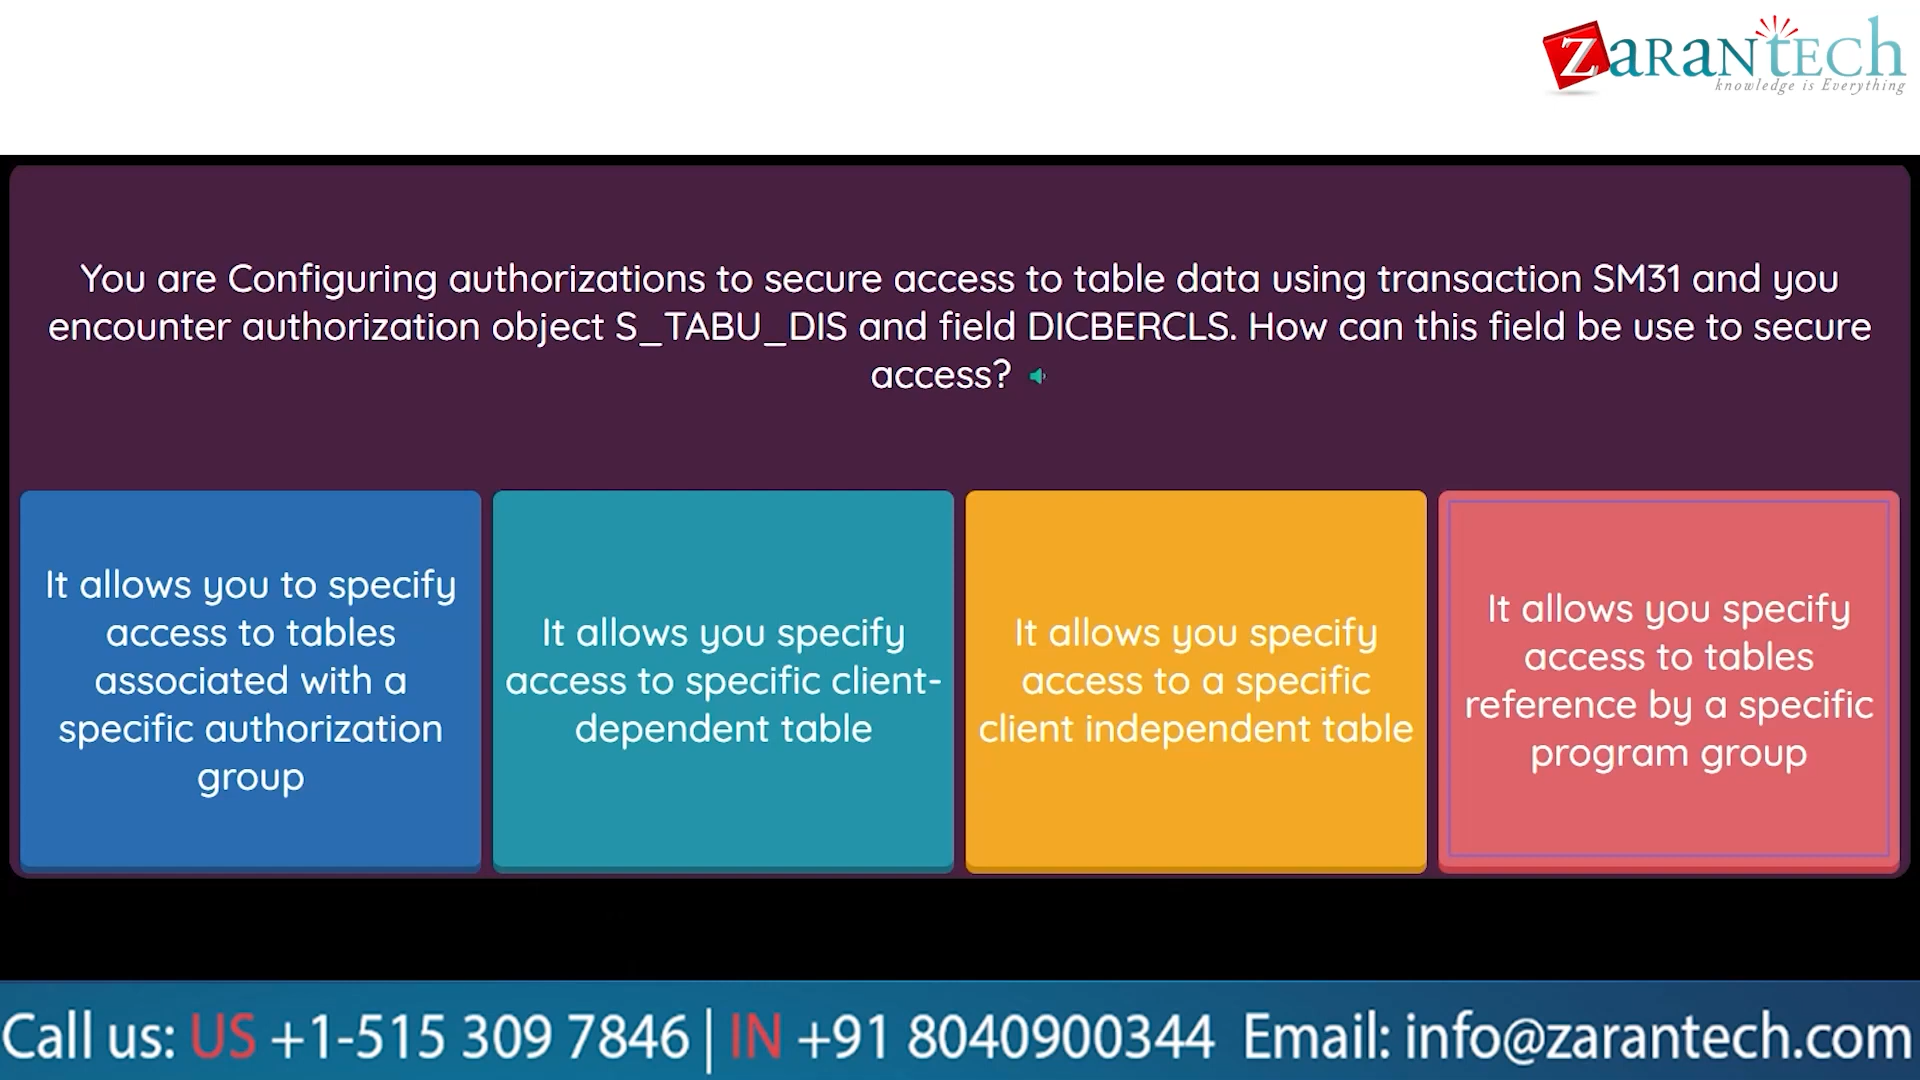 ZARANTECH
knowledge is Everything
You are Configuring authorizations to secure access to table data using transaction SM31 and you
encounter authorization object S_TABU_DIS and field DICBERCLS. How can this field be use to secure
access?
It allows you to specify
access to tables
associated with a
specific authorization
group
It allows you specify
access to specific client-
dependent table
It allows you specify
access to a specific
client independent table
It allows you specify
access to tables
reference by a specific
program group
Call us: US +1-515 309 7846 | IN +91 8040900344 Email: info@zarantech.com